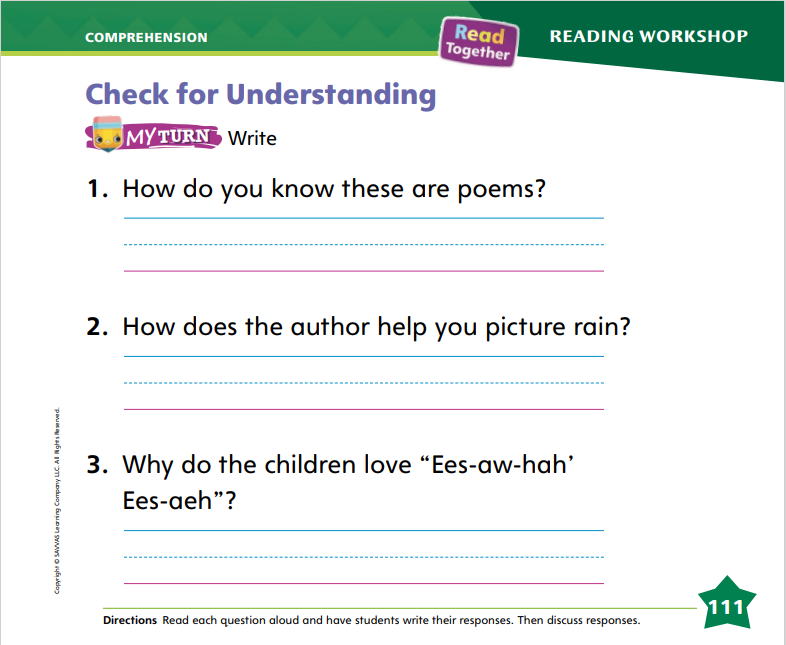 COMPREHENSION
Read
Together
READING WORKSHOP
Check for Understanding
MY TURN Write
1. How do you know these are poems?
2. How does the author help you picture rain?
3. Why do the children love “Ees-aw-hah’
Ees-aeh”?
Copyright © SAVVAS Learning Company LLC. All Rights Reserved.
111
Directions Read each question aloud and have students write their responses. Then discuss responses.